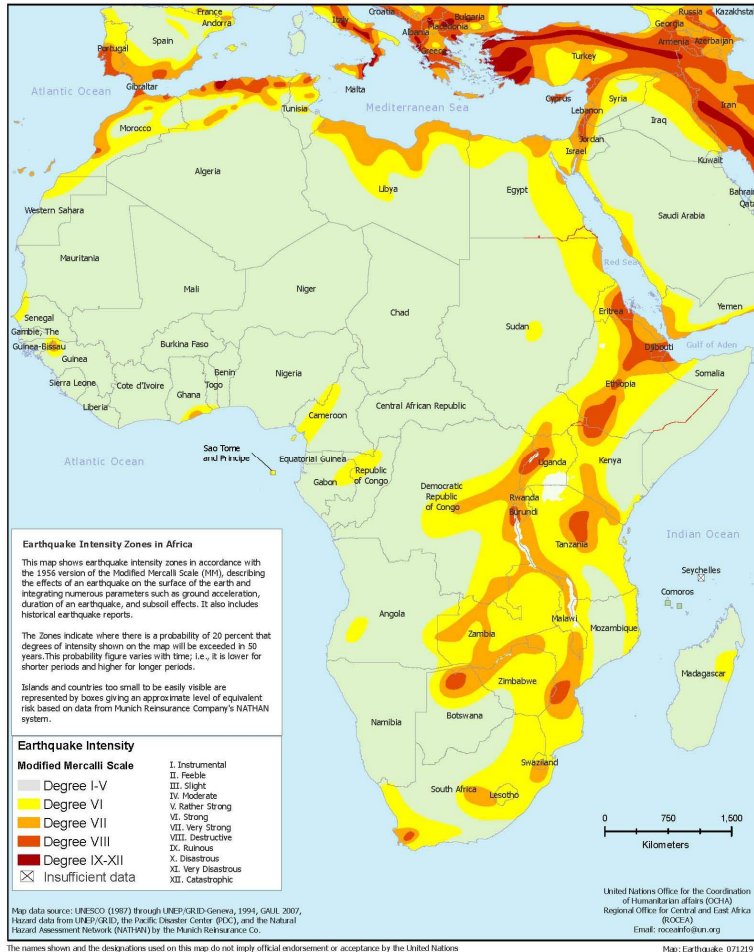 France
Andorra
Spain
Portugal
Gibraltar
Italy
Croatia
Bulgaria
Macedonia
Albania
Greece
Russia
Kazakhsta
Georgia
Armenia
Azerbaijan
Turkey
Atlantic Ocean
Malta
Mediterranean Sea
Cyprus
Lebanon
Syria
Iraq
Iran
Jordan
Israel
Kuwait
Bahrain
Qata
Tunisia
Morocco
Algeria
Libya
Egypt
Saudi Arabia
Western Sahara
Mauritania
Mali
Niger
Chad
Sudan
Red Sea
Eritrea
Yemen
Djibouti
Gulf of Aden
Senegal
Gambie, The
Guinea-Bissau
Guinea
Sierra Leone
Liberia
Cote d'Ivoire
Burkina Faso
Ghana
Togo
Benin
Nigeria
Cameroon
Central African Republic
Ethiopia
Somalia
Atlantic Ocean
Sao Tome
and Principe
Equatorial Guinea
Gabon
Republic
of Congo
Democratic
Republic
of Congo
Uganda
Kenya
Rwanda
Burundi
Tanzania
Indian Ocean
Seychelles
Comoros
Angola
Zambia
Malawi
Mozambique
Zimbabwe
Madagascar
Namibia
Botswana
Swaziland
South Africa
Lesotho
Earthquake Intensity Zones in Africa
This map shows earthquake intensity zones in accordance with
the 1956 version of the Modified Mercalli Scale (MM), describing
the effects of an earthquake on the surface of the earth and
integrating numerous parameters such as ground acceleration,
duration of an earthquake, and subsoil effects. It also includes
historical earthquake reports.
The Zones indicate where there is a probability of 20 percent that
degrees of intensity shown on the map will be exceeded in 50
years.This probability figure varies with time; i.e., it is lower for
shorter periods and higher for longer periods.
Islands and countries too small to be easily visible are
represented by boxes giving an approximate level of equivalent
risk based on data from Munich Reinsurance Company's NATHAN
system.
Earthquake Intensity
Modified Mercalli Scale
Degree I-V
Degree VI
Degree VII
Degree VIII
Degree IX-XII
Insufficient data
I. Instrumental
II. Feeble
III. Slight
IV. Moderate
V. Rather Strong
VI. Strong
VII. Very Strong
VIII. Destructive
IX. Ruinous
X. Disastrous
XI. Very Disastrous
XII. Catastrophic
0 750 1,500
Kilometers
Map data source: UNESCO (1987) through UNEP/GRID-Geneva, 1994, GAUL 2007,
Hazard data from UNEP/GRID, the Pacific Disaster Center (PDC), and the Natural
Hazard Assessment Network (NATHAN) by the Munich Reinsurance Co.
United Nations Office for the Coordination
of Humanitarian affairs (OCHA)
Regional Office for Central and East Africa
(ROCEA)
Email: roceainfo@un.org
The names shown and the designations used on this map do not imply official endorsement or acceptance by the United Nations
Map: Earthquake_071219